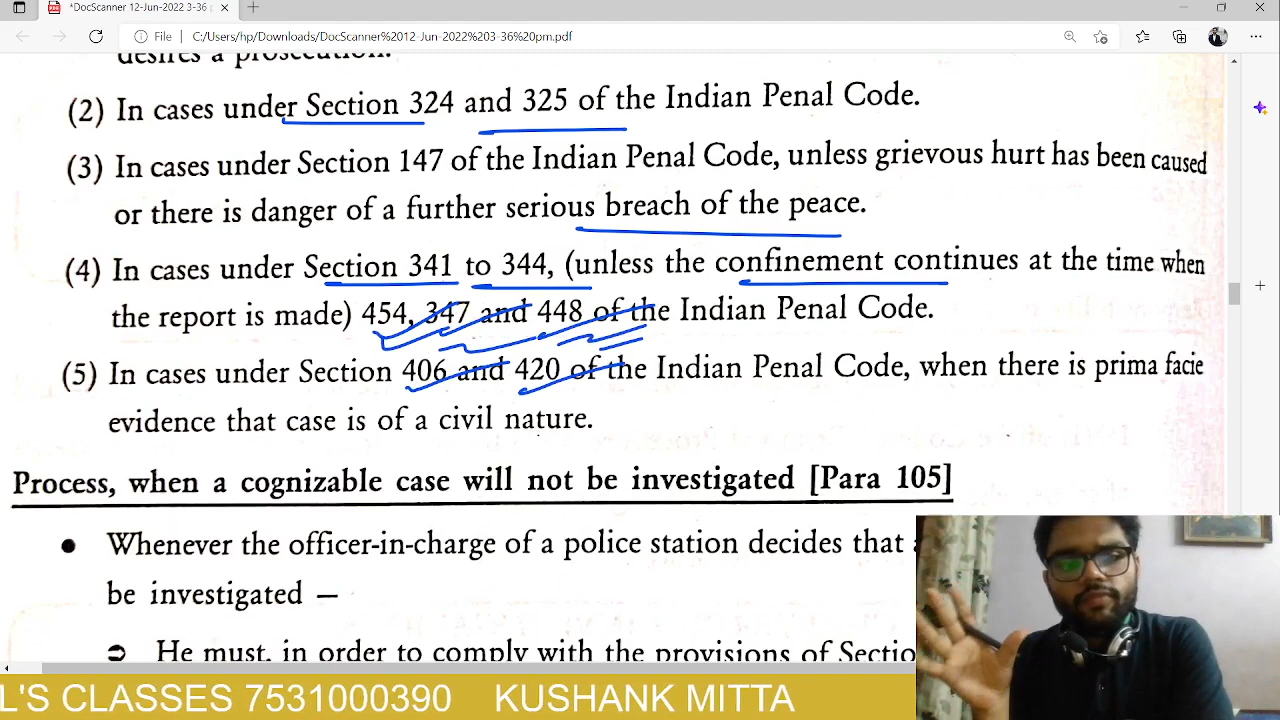 *DocScanner 12-Jun-2022 3-36 p
File
C:/Users/hp/Downloads/DocScanner%2012-Jun-2022%203-36%20pm.pdf
desires a prosecution.
(2) In cases under Section 324 and 325 of the Indian Penal Code.
(3) In cases under Section 147 of the Indian Penal Code, unless grievous hurt has been caused
or there is danger of a further serious breach of the peace.
(4) In cases under Section 341 to 344, (unless the confinement continues at the time when
the report is made) 454, 347 and 448 of the Indian Penal Code.
(5) In cases under Section 406 and 420 of the Indian Penal Code, when there is prima facie
evidence that case is of a civil nature.
Process, when a cognizable case will not be investigated [Para 105]
• Whenever the officer-in-charge of a police station decides that
be investigated —
He must, in order to comply with the provisions of Sectio
L'S CLASSES 7531000390 KUSHANK MITTA